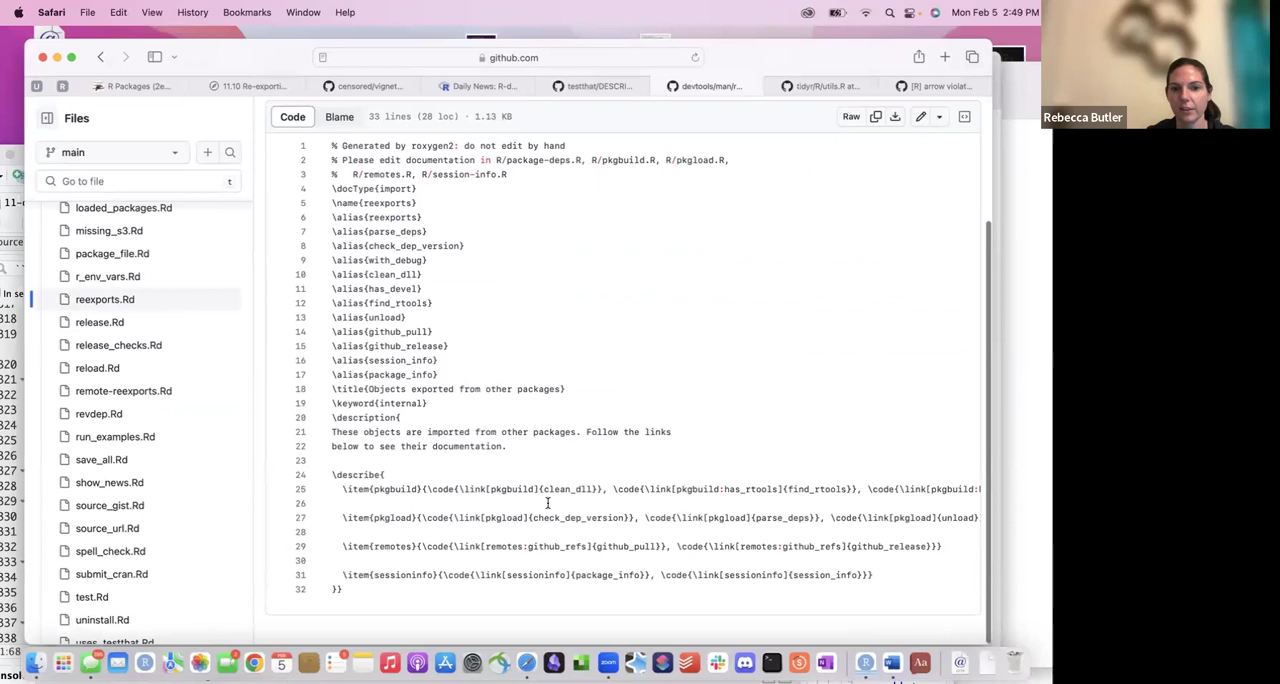 Safari File Edit View History Bookmarks Window Help Mon Feb 5 2:49 PM
github.com
R Packages (2e... 11.10 Re-exporti... censored/vignet... Daily News: R-d... testthat/DESCRI... devtools/man/r... tidyr/R/utils.R at... [R] arrow violat...
Files
main
Go to file t
loaded_packages.Rd
missing_s3.Rd
package_file.Rd
r_env_vars.Rd
reexports.Rd
release.Rd
release_checks.Rd
reload.Rd
remote-reexports.Rd
revdep.Rd
run_examples.Rd
save_all.Rd
show_news.Rd
source_gist.Rd
source_url.Rd
spell_check.Rd
submit_cran.Rd
test.Rd
uninstall.Rd
uses_testthat.Rd
Code Blame 33 lines (28 loc) · 1.13 KB Raw
1 % Generated by roxygen2: do not edit by hand
2 % Please edit documentation in R/package-deps.R, R/pkgbuild.R, R/pkgload.R,
3 % R/remotes.R, R/session-info.R
4 \docType{import}
5 \name{reexports}
6 \alias{reexports}
7 \alias{parse_deps}
8 \alias{check_dep_version}
9 \alias{with_debug}
10 \alias{clean_dll}
11 \alias{has_devel}
12 \alias{find_rtools}
13 \alias{unload}
14 \alias{github_pull}
15 \alias{github_release}
16 \alias{session_info}
17 \alias{package_info}
18 \title{Objects exported from other packages}
19 \keyword{internal}
20 \description{
21 These objects are imported from other packages. Follow the links
22 below to see their documentation.
23
24 \describe{
25 \item{pkgbuild}{\code{\link[pkgbuild]{clean_dll}}, \code{\link[pkgbuild:has_rtools]{find_rtools}}, \code{\link[pkgbuild:
26
27 \item{pkgload}{\code{\link[pkgload]{check_dep_version}}, \code{\link[pkgload]{parse_deps}}, \code{\link[pkgload]{unload}
28
29 \item{remotes}{\code{\link[remotes:github_refs]{github_pull}}, \code{\link[remotes:github_refs]{github_release}}}
30
31 \item{sessioninfo}{\code{\link[sessioninfo]{package_info}}, \code{\link[sessioninfo]{session_info}}}
32 }}
Rebecca Butler